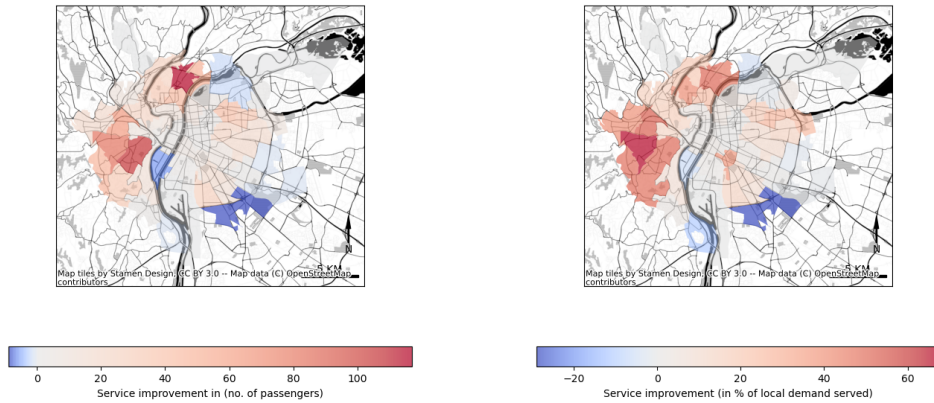 N
5 KM
Map tiles by Stamen Design, CC BY 3.0 -- Map data (C) OpenStreetMap
contributors
0 20 40 60 80 100
Service improvement in (no. of passengers)
N
5 KM
Map tiles by Stamen Design, CC BY 3.0 -- Map data (C) OpenStreetMap
contributors
−20 0 20 40 60
Service improvement (in % of local demand served)